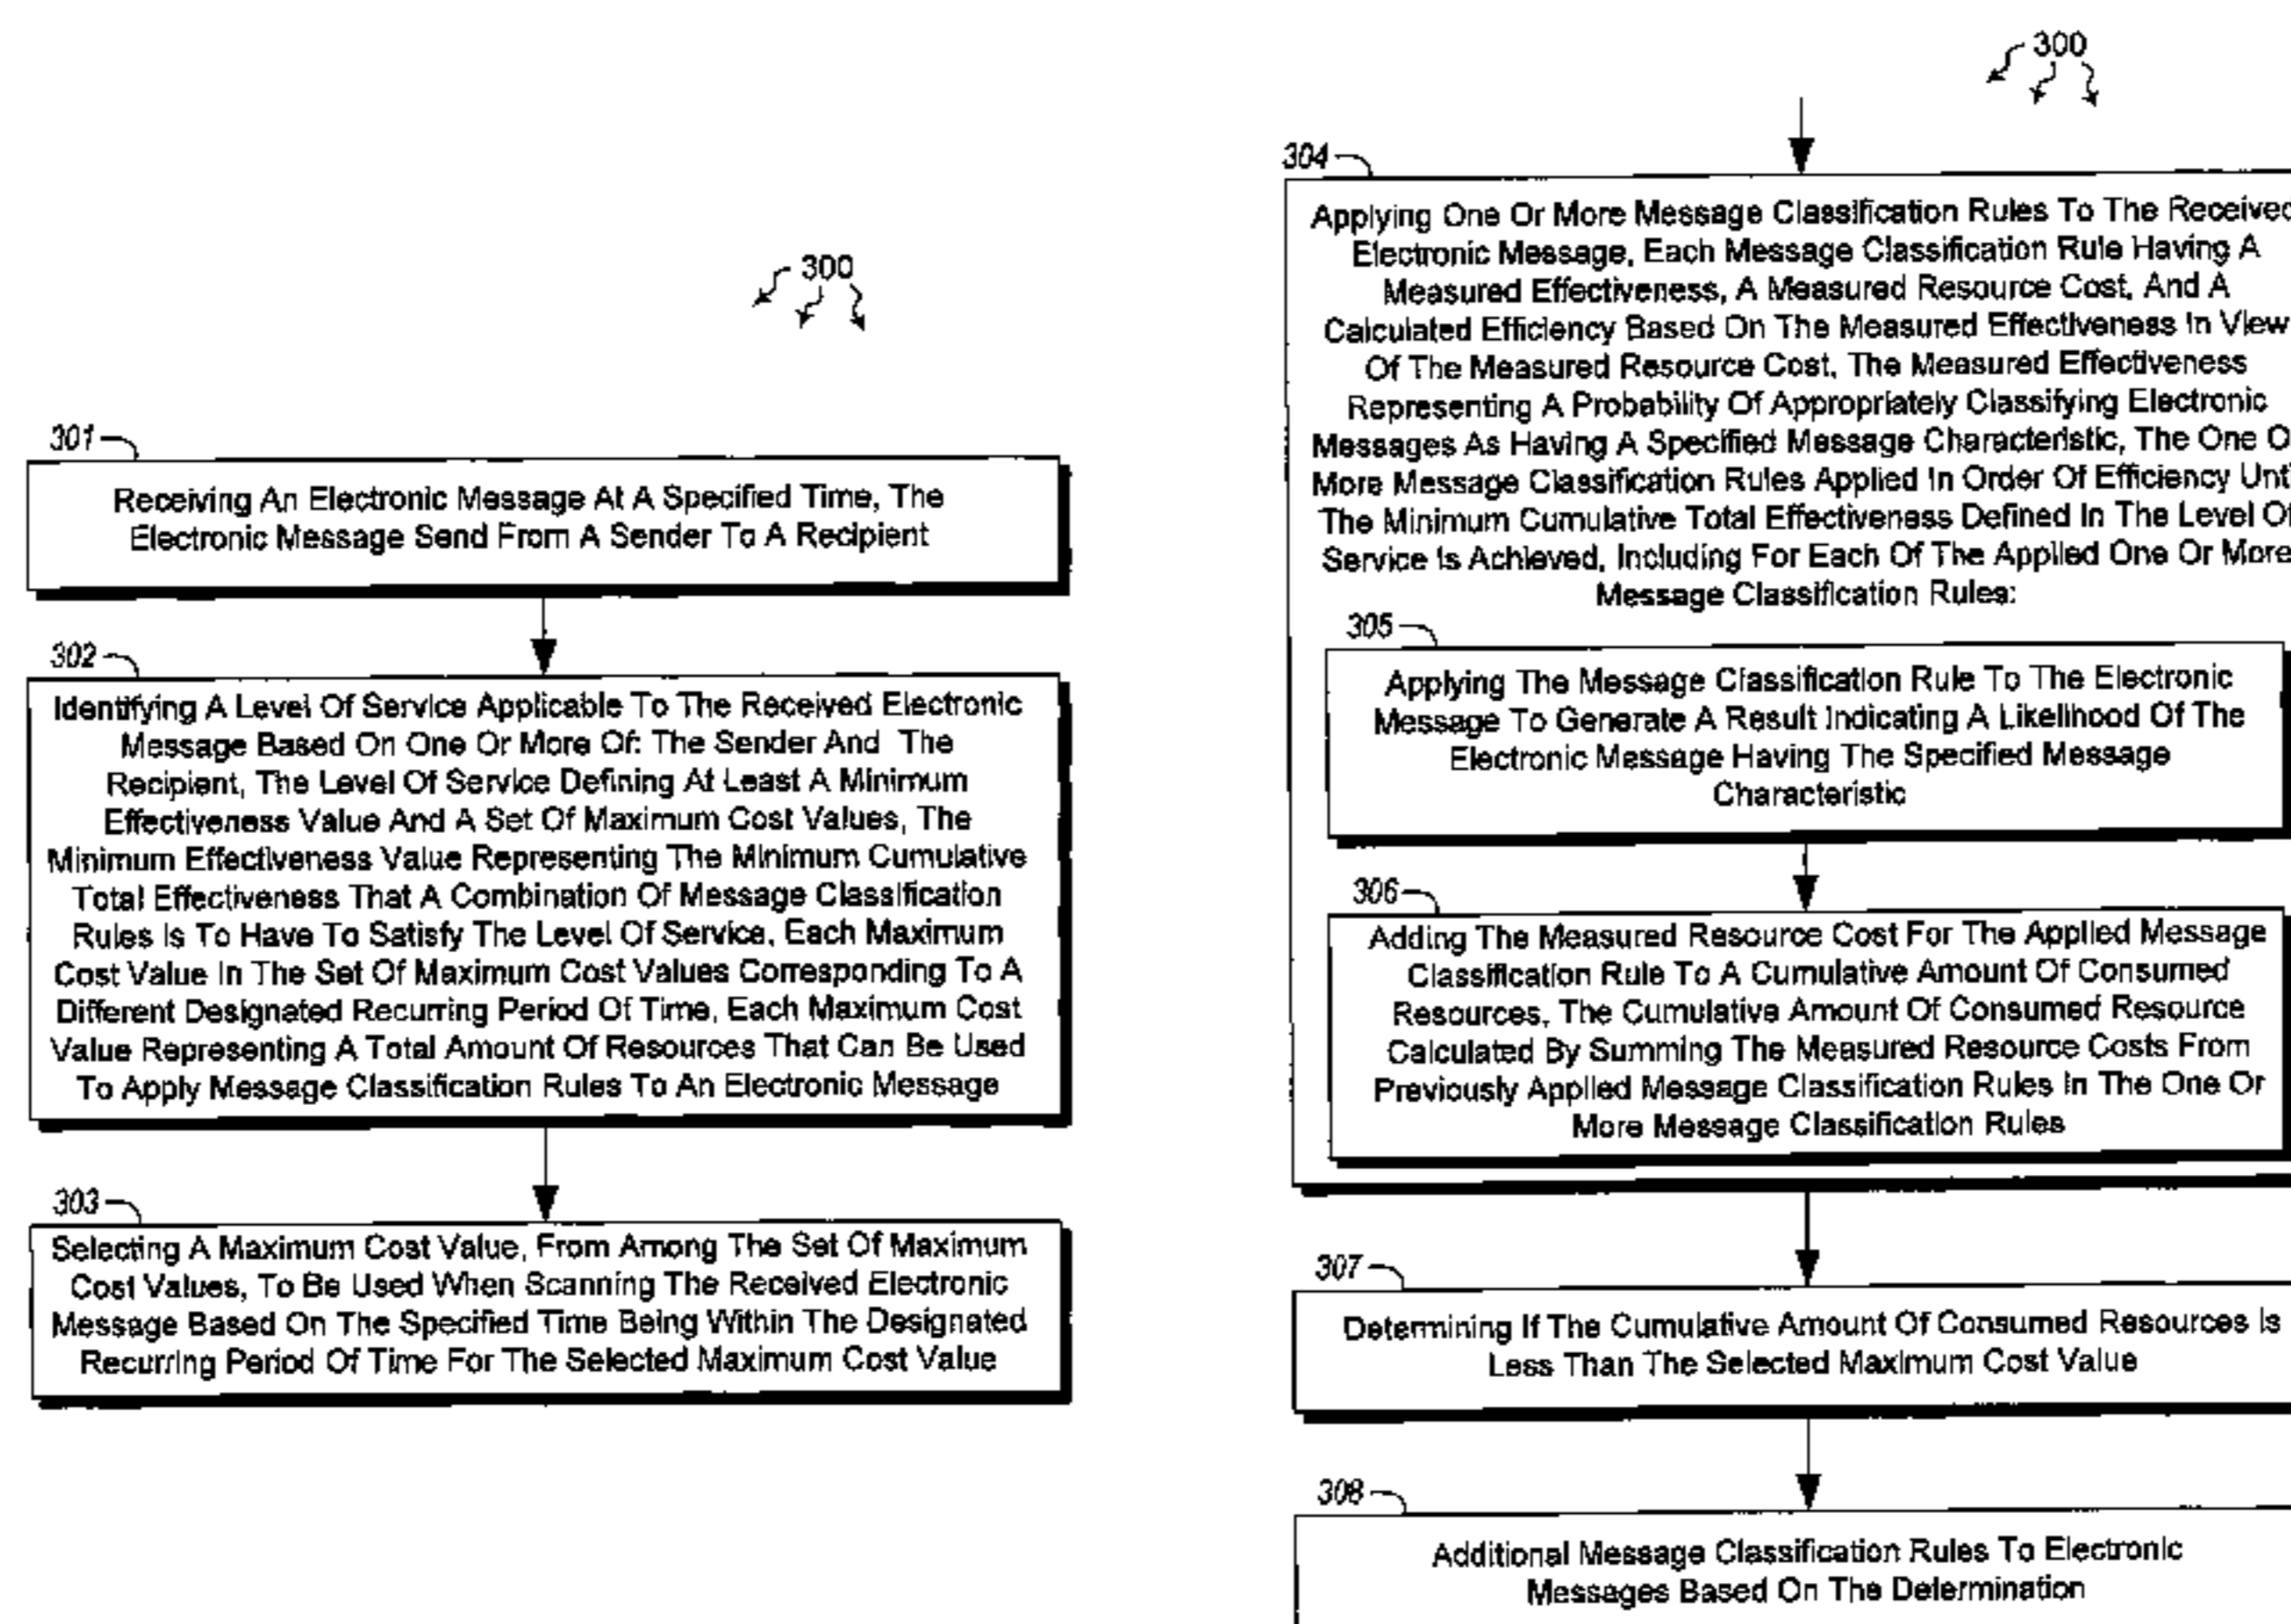 300
301
Receiving An Electronic Message At A Specified Time, The
Electronic Message Send From A Sender To A Recipient
302
Identifying A Level Of Service Applicable To The Received Electronic
Message Based On One Or More Of: The Sender And The
Recipient, The Level Of Service Defining At Least A Minimum
Effectiveness Value And A Set Of Maximum Cost Values, The
Minimum Effectiveness Value Representing The Minimum Cumulative
Total Effectiveness That A Combination Of Message Classification
Rules Is To Have To Satisfy The Level Of Service, Each Maximum
Cost Value In The Set Of Maximum Cost Values Corresponding To A
Different Designated Recurring Period Of Time, Each Maximum Cost
Value Representing A Total Amount Of Resources That Can Be Used
To Apply Message Classification Rules To An Electronic Message
303
Selecting A Maximum Cost Value, From Among The Set Of Maximum
Cost Values, To Be Used When Scanning The Received Electronic
Message Based On The Specified Time Being Within The Designated
Recurring Period Of Time For The Selected Maximum Cost Value
300
304
Applying One Or More Message Classification Rules To The Received
Electronic Message, Each Message Classification Rule Having A
Measured Effectiveness, A Measured Resource Cost, And A
Calculated Efficiency Based On The Measured Effectiveness In View
Of The Measured Resource Cost, The Measured Effectiveness
Representing A Probability Of Appropriately Classifying Electronic
Messages As Having A Specified Message Characteristic, The One O
More Message Classification Rules Applied In Order Of Efficiency Unti
The Minimum Cumulative Total Effectiveness Defined In The Level Of
Service Is Achieved, Including For Each Of The Applied One Or More
Message Classification Rules:
305
Applying The Message Classification Rule To The Electronic
Message To Generate A Result Indicating A Likelihood Of The
Electronic Message Having The Specified Message
Characteristic
306
Adding The Measured Resource Cost For The Applied Message
Classification Rule To A Cumulative Amount Of Consumed
Resources, The Cumulative Amount Of Consumed Resource
Calculated By Summing The Measured Resource Costs From
Previously Applied Message Classification Rules In The One Or
More Message Classification Rules
307
Determining If The Cumulative Amount Of Consumed Resources Is
Less Than The Selected Maximum Cost Value
308
Additional Message Classification Rules To Electronic
Messages Based On The Determination